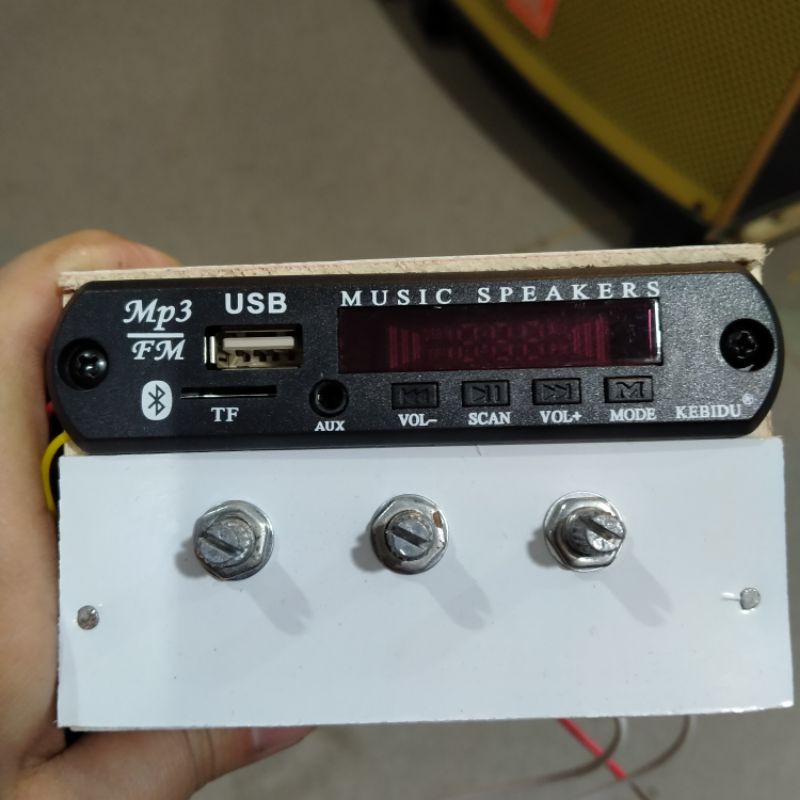 Mp3
FM
USB
MUSIC SPEAKERS
TF
AUX
VOL-
SCAN
VOL+
MODE
M
KEBIDU®